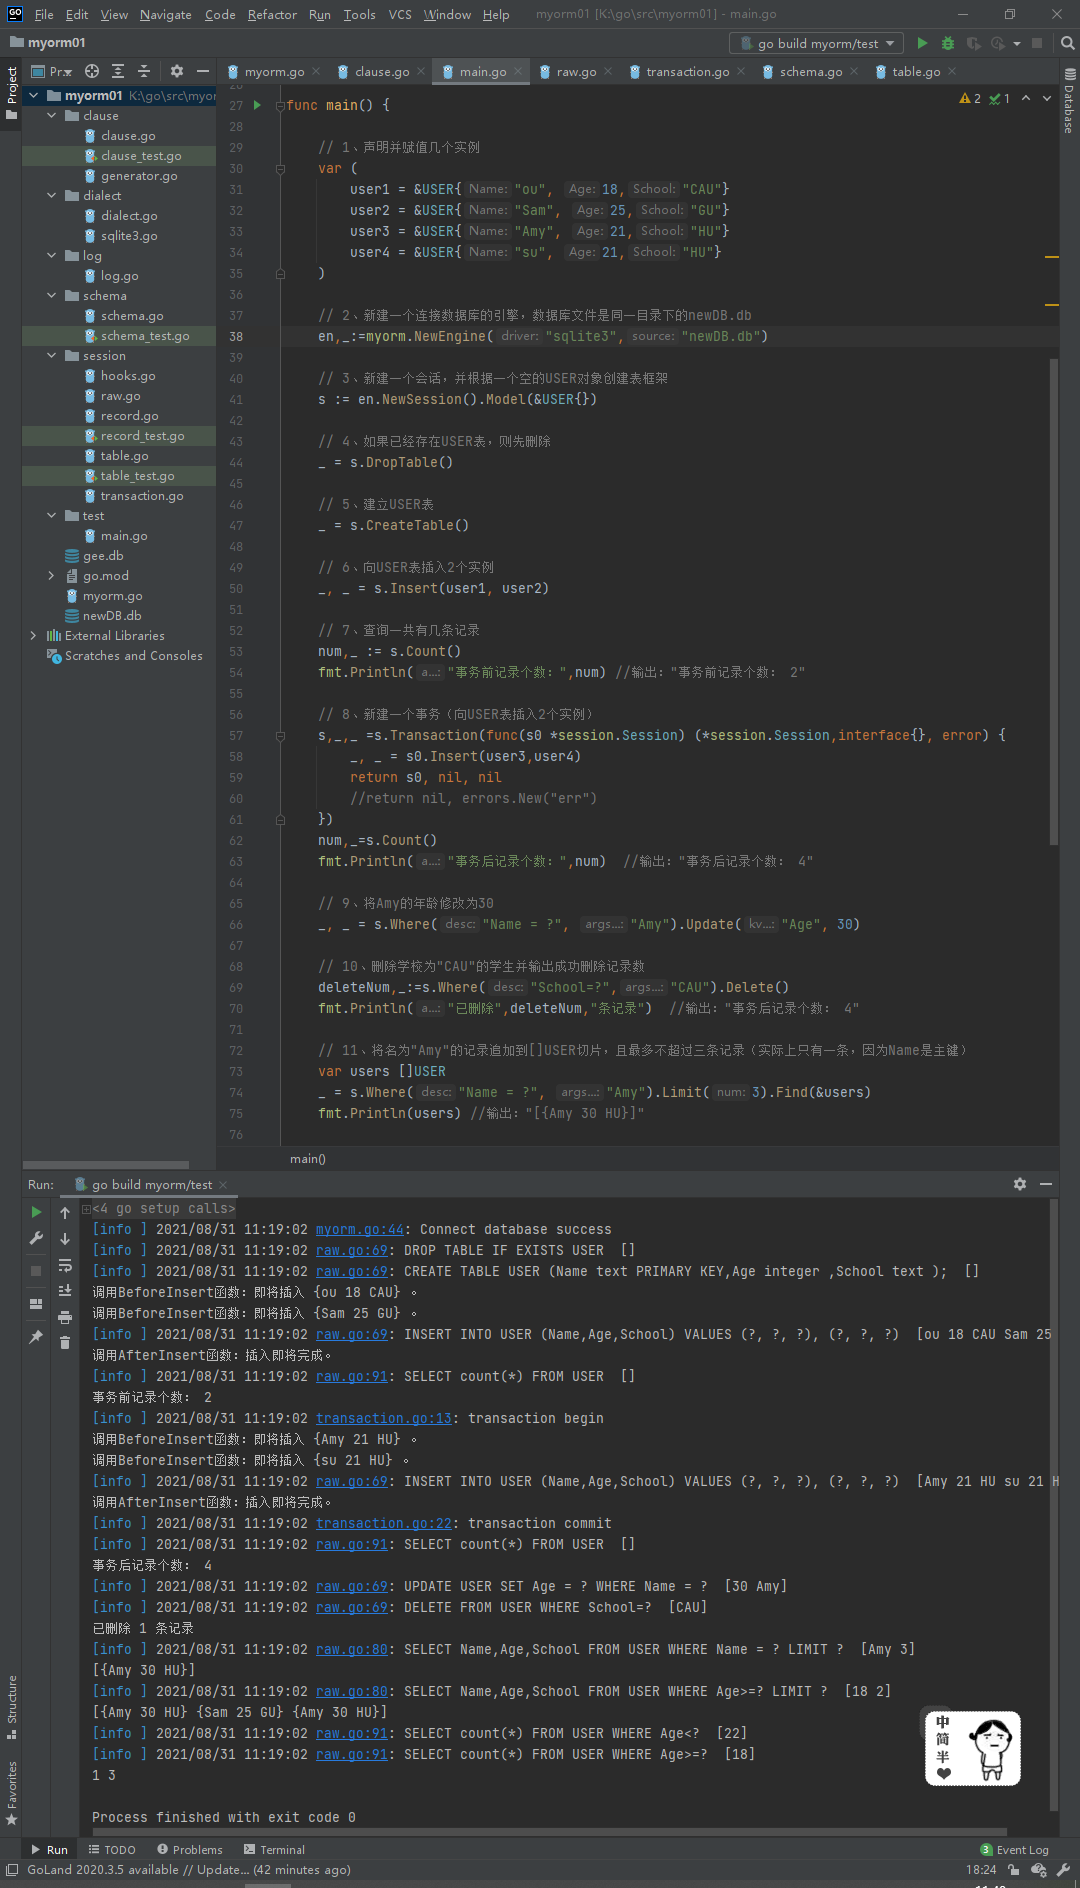 GO File Edit View Navigate Code Refactor Run Tools VCS Window Help myorm01 [K:\go\src\myorm01] - main.go
myorm01 go build myorm/test
Project
Pr...
myorm.go clause.go main.go raw.go transaction.go schema.go table.go
myorm01 K:\go\src\myor
clause
clause.go
clause_test.go
generator.go
dialect
dialect.go
sqlite3.go
log
log.go
schema
schema.go
schema_test.go
session
hooks.go
raw.go
record.go
record_test.go
table.go
table_test.go
transaction.go
test
main.go
gee.db
go.mod
myorm.go
newDB.db
External Libraries
Scratches and Consoles
2 1
Database
27 func main() {
28
29 // 1、声明并赋值几个实例
30 var (
31 user1 = &USER{ Name: "ou", Age: 18, School: "CAU"}
32 user2 = &USER{ Name: "Sam", Age: 25, School: "GU"}
33 user3 = &USER{ Name: "Amy", Age: 21, School: "HU"}
34 user4 = &USER{ Name: "su", Age: 21, School: "HU"}
35 )
36
37 // 2、新建一个连接数据库的引擎，数据库文件是同一目录下的newDB.db
38 en,_:=myorm.NewEngine( driver: "sqlite3", source: "newDB.db")
39
40 // 3、新建一个会话，并根据一个空的USER对象创建表框架
41 s := en.NewSession().Model(&USER{})
42
43 // 4、如果已经存在USER表，则先删除
44 _ = s.DropTable()
45
46 // 5、建立USER表
47 _ = s.CreateTable()
48
49 // 6、向USER表插入2个实例
50 _, _ = s.Insert(user1, user2)
51
52 // 7、查询一共有几条记录
53 num,_ := s.Count()
54 fmt.Println( a...: "事务前记录个数：",num) //输出："事务前记录个数： 2"
55
56 // 8、新建一个事务（向USER表插入2个实例）
57 s,_,_ =s.Transaction(func(s0 *session.Session) (*session.Session,interface{}, error) {
58 _, _ = s0.Insert(user3,user4)
59 return s0, nil, nil
60 //return nil, errors.New("err")
61 })
62 num,_=s.Count()
63 fmt.Println( a...: "事务后记录个数：",num) //输出："事务后记录个数： 4"
64
65 // 9、将Amy的年龄修改为30
66 _, _ = s.Where( desc: "Name = ?", args...: "Amy").Update( kv...: "Age", 30)
67
68 // 10、删除学校为"CAU"的学生并输出成功删除记录数
69 deleteNum,_:=s.Where( desc: "School=?", args...: "CAU").Delete()
70 fmt.Println( a...: "已删除",deleteNum,"条记录") //输出："事务后记录个数： 4"
71
72 // 11、将名为"Amy"的记录追加到[]USER切片，且最多不超过三条记录（实际上只有一条，因为Name是主键）
73 var users []USER
74 _ = s.Where( desc: "Name = ?", args...: "Amy").Limit( num: 3).Find(&users)
75 fmt.Println(users) //输出："[{Amy 30 HU}]"
76
main()
Run: go build myorm/test
<4 go setup calls>
[info ] 2021/08/31 11:19:02 myorm.go:44: Connect database success
[info ] 2021/08/31 11:19:02 raw.go:69: DROP TABLE IF EXISTS USER []
[info ] 2021/08/31 11:19:02 raw.go:69: CREATE TABLE USER (Name text PRIMARY KEY,Age integer ,School text ); []
调用BeforeInsert函数：即将插入 {ou 18 CAU} 。
调用BeforeInsert函数：即将插入 {Sam 25 GU} 。
[info ] 2021/08/31 11:19:02 raw.go:69: INSERT INTO USER (Name,Age,School) VALUES (?, ?, ?), (?, ?, ?) [ou 18 CAU Sam 25
调用AfterInsert函数：插入即将完成。
[info ] 2021/08/31 11:19:02 raw.go:91: SELECT count(*) FROM USER []
事务前记录个数： 2
[info ] 2021/08/31 11:19:02 transaction.go:13: transaction begin
调用BeforeInsert函数：即将插入 {Amy 21 HU} 。
调用BeforeInsert函数：即将插入 {su 21 HU} 。
[info ] 2021/08/31 11:19:02 raw.go:69: INSERT INTO USER (Name,Age,School) VALUES (?, ?, ?), (?, ?, ?) [Amy 21 HU su 21 H
调用AfterInsert函数：插入即将完成。
[info ] 2021/08/31 11:19:02 transaction.go:22: transaction commit
[info ] 2021/08/31 11:19:02 raw.go:91: SELECT count(*) FROM USER []
事务后记录个数： 4
[info ] 2021/08/31 11:19:02 raw.go:69: UPDATE USER SET Age = ? WHERE Name = ? [30 Amy]
[info ] 2021/08/31 11:19:02 raw.go:69: DELETE FROM USER WHERE School=? [CAU]
已删除 1 条记录
[info ] 2021/08/31 11:19:02 raw.go:80: SELECT Name,Age,School FROM USER WHERE Name = ? LIMIT ? [Amy 3]
[{Amy 30 HU}]
[info ] 2021/08/31 11:19:02 raw.go:80: SELECT Name,Age,School FROM USER WHERE Age>=? LIMIT ? [18 2]
[{Amy 30 HU} {Sam 25 GU} {Amy 30 HU}]
[info ] 2021/08/31 11:19:02 raw.go:91: SELECT count(*) FROM USER WHERE Age<? [22]
[info ] 2021/08/31 11:19:02 raw.go:91: SELECT count(*) FROM USER WHERE Age>=? [18]
1 3
Process finished with exit code 0
中
简
半
Structure
Favorites
Run TODO Problems Terminal 3 Event Log
GoLand 2020.3.5 available // Update... (42 minutes ago) 18:24